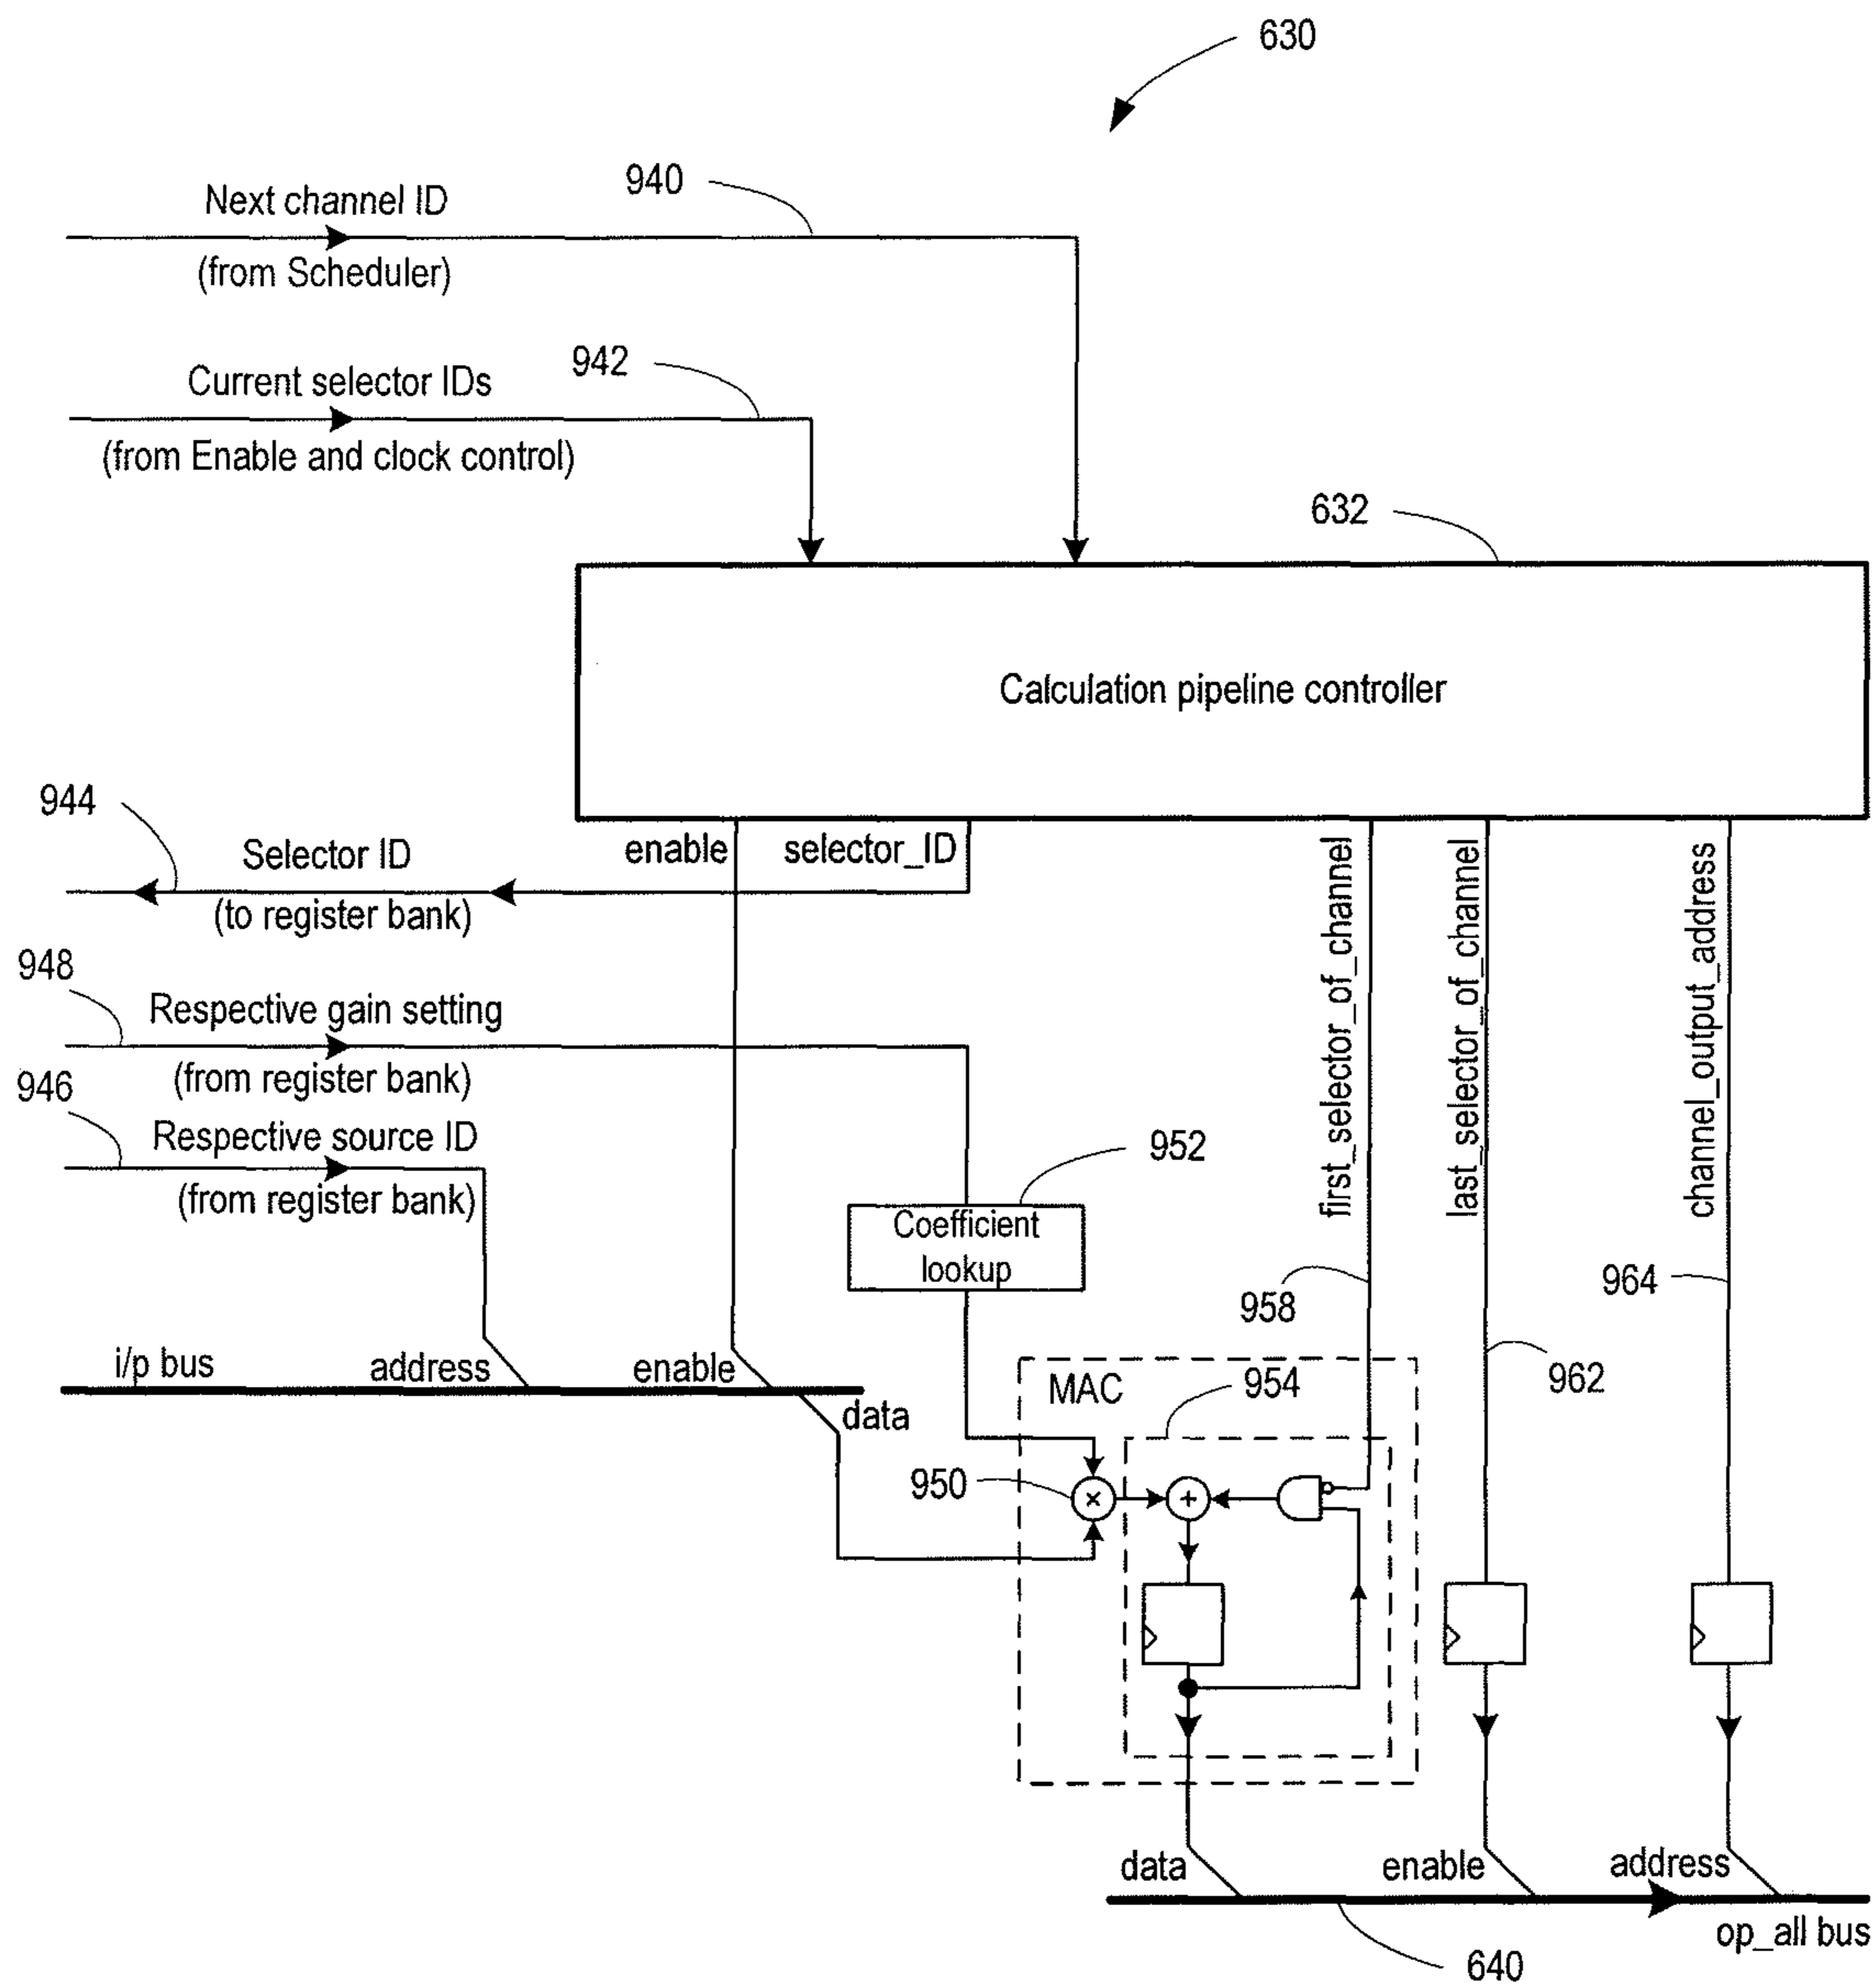 630
940
Next channel ID
(from Scheduler)
942
Current selector IDs
(from Enable and clock control)
632
Calculation pipeline controller
944
Selector ID
(to register bank)
enable
selector_ID
first_selector_of_channel
last_selector_of_channel
channel_output_address
948
Respective gain setting
(from register bank)
946
Respective source ID
(from register bank)
952
Coefficient
lookup
958
962
964
i/p bus
address
enable
data
MAC
954
950
×
+
data
enable
address
op_all bus
640